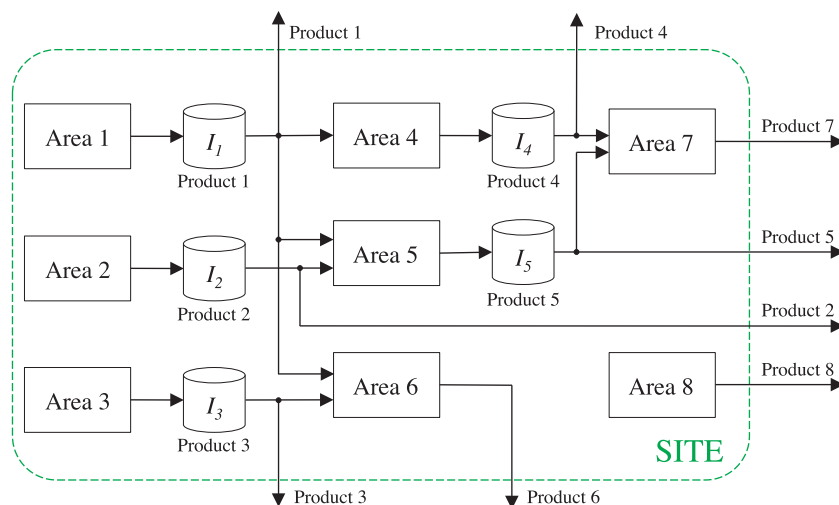 Product 1
Product 4
Area 1
I1
Product 1
Area 4
I4
Product 4
Area 7
Product 7
Area 2
I2
Product 2
Area 5
I5
Product 5
Product 5
Product 2
Area 3
I3
Product 3
Area 6
Area 8
Product 8
SITE
Product 3
Product 6